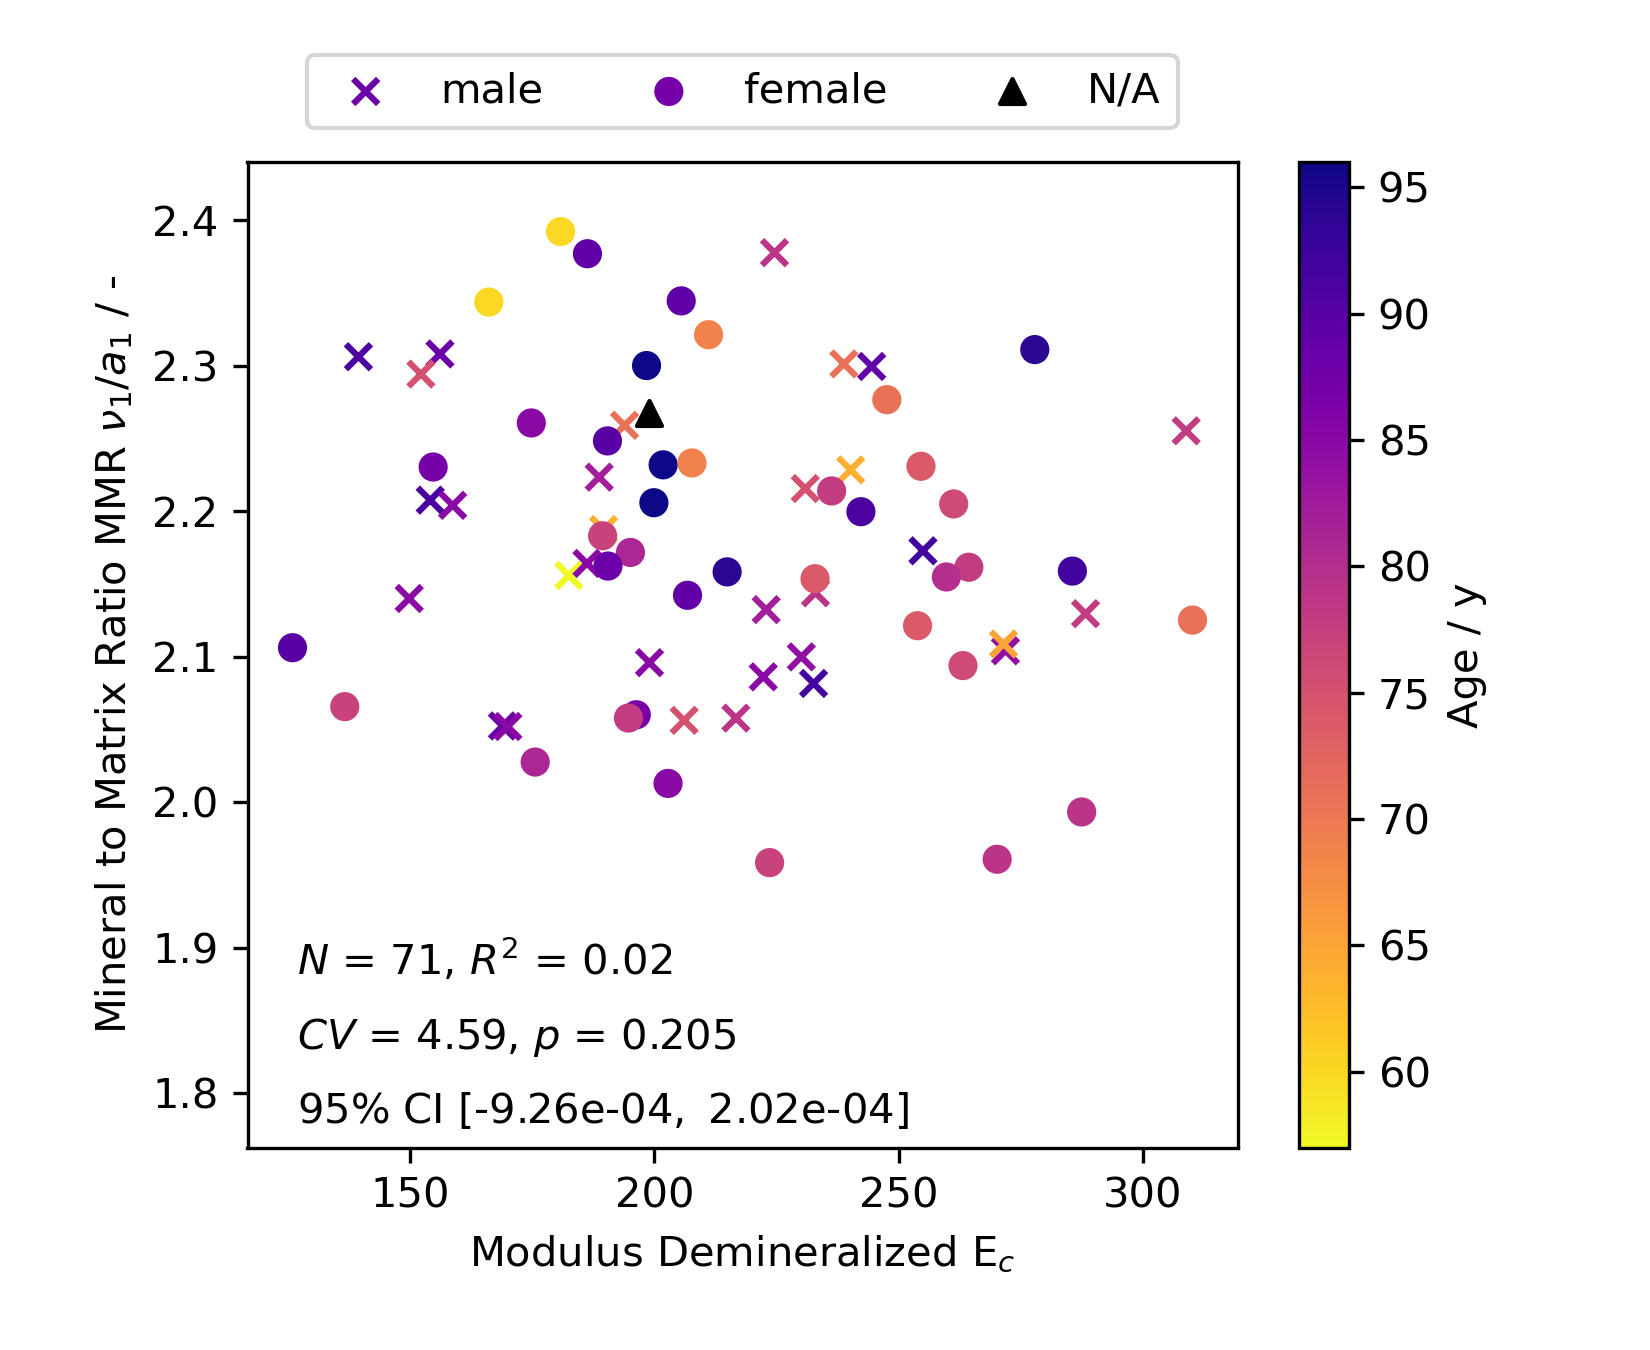 male female N/A
Mineral to Matrix Ratio MMR ν₁/a₁ / -
2.4
2.3
2.2
2.1
2.0
1.9
1.8
N = 71, R² = 0.02
CV = 4.59, p = 0.205
95% CI [-9.26e-04, 2.02e-04]
150 200 250 300
Modulus Demineralized E_c
95
90
85
80
75
70
65
60
Age / y